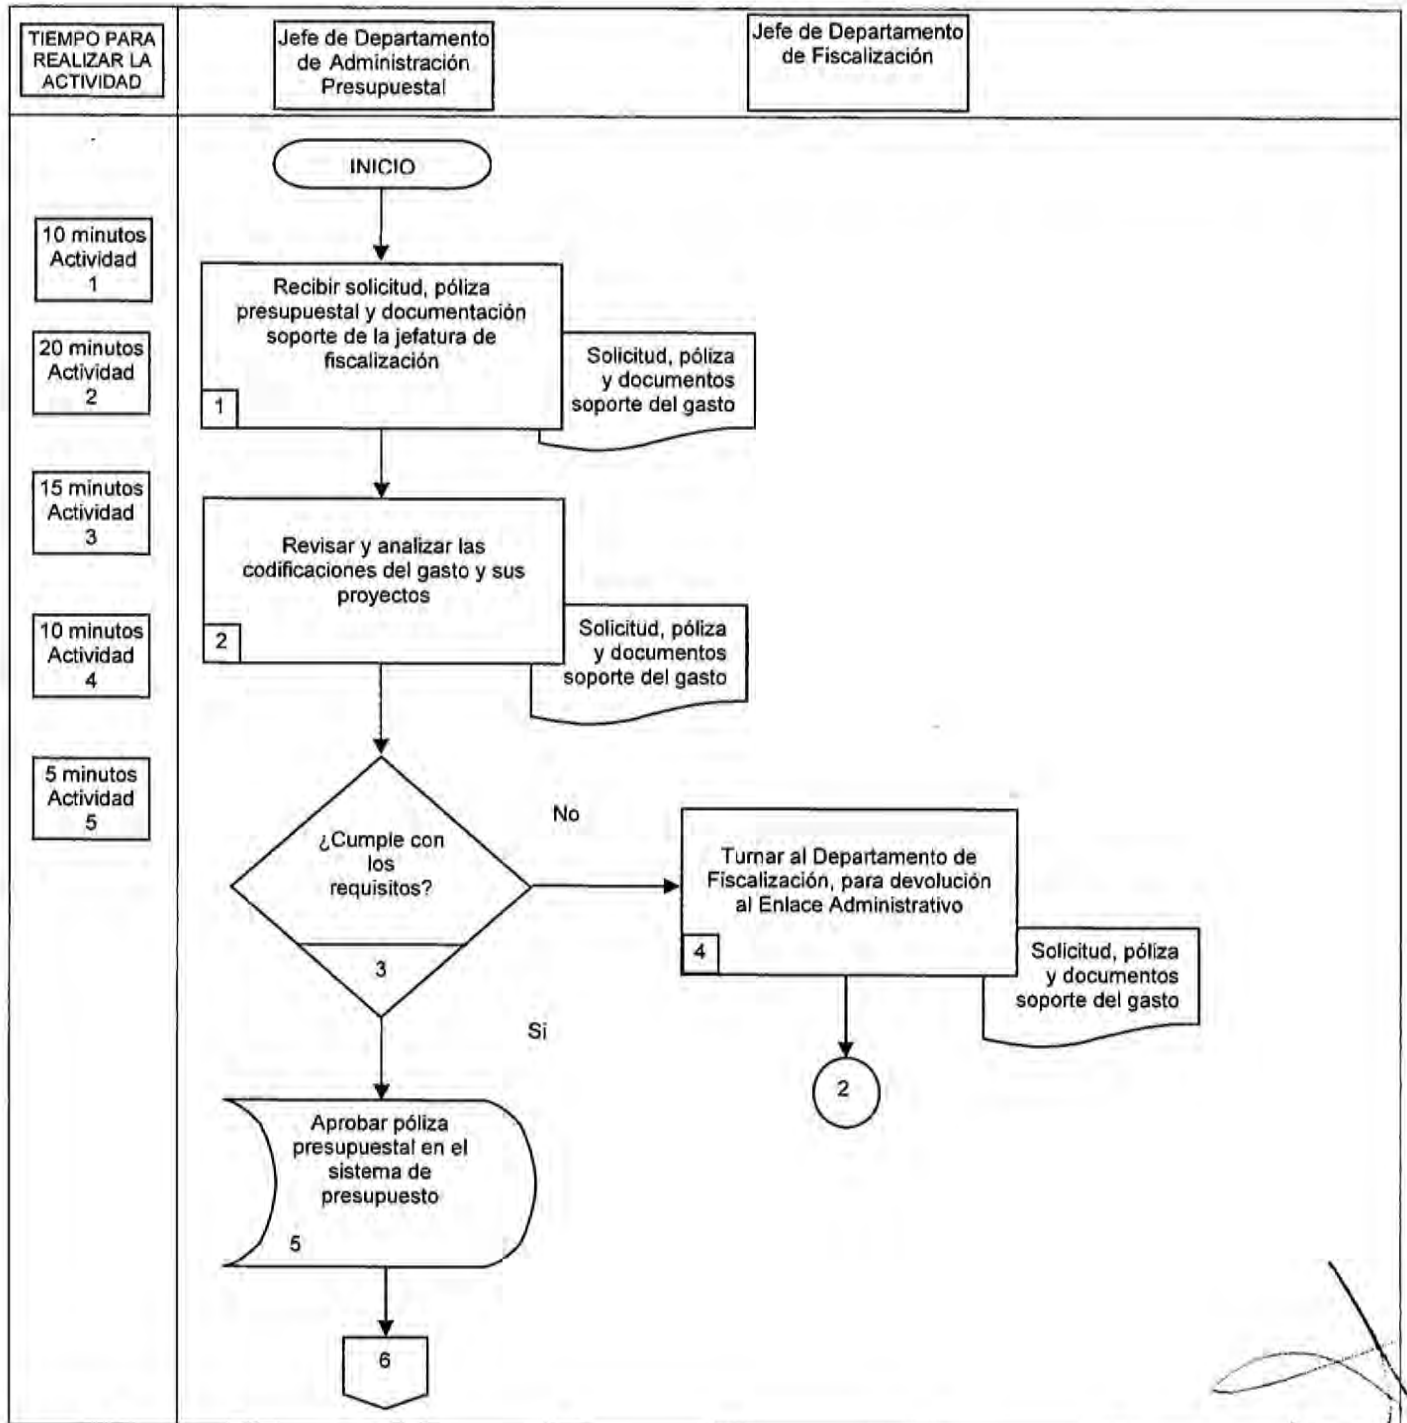 TIEMPO PARA
REALIZAR LA
ACTIVIDAD
Jefe de Departamento
de Administración
Presupuestal
Jefe de Departamento
de Fiscalización
INICIO
10 minutos
Actividad
1
Recibir solicitud, póliza
presupuestal y documentación
soporte de la jefatura de
fiscalización
1
Solicitud, póliza
y documentos
soporte del gasto
20 minutos
Actividad
2
15 minutos
Actividad
3
Revisar y analizar las
codificaciones del gasto y sus
proyectos
2
Solicitud, póliza
y documentos
soporte del gasto
10 minutos
Actividad
4
5 minutos
Actividad
5
¿Cumple con
los
requisitos?
3
No
Turnar al Departamento de
Fiscalización, para devolución
al Enlace Administrativo
4
Solicitud, póliza
y documentos
soporte del gasto
2
Si
Aprobar póliza
presupuestal en el
sistema de
presupuesto
5
6